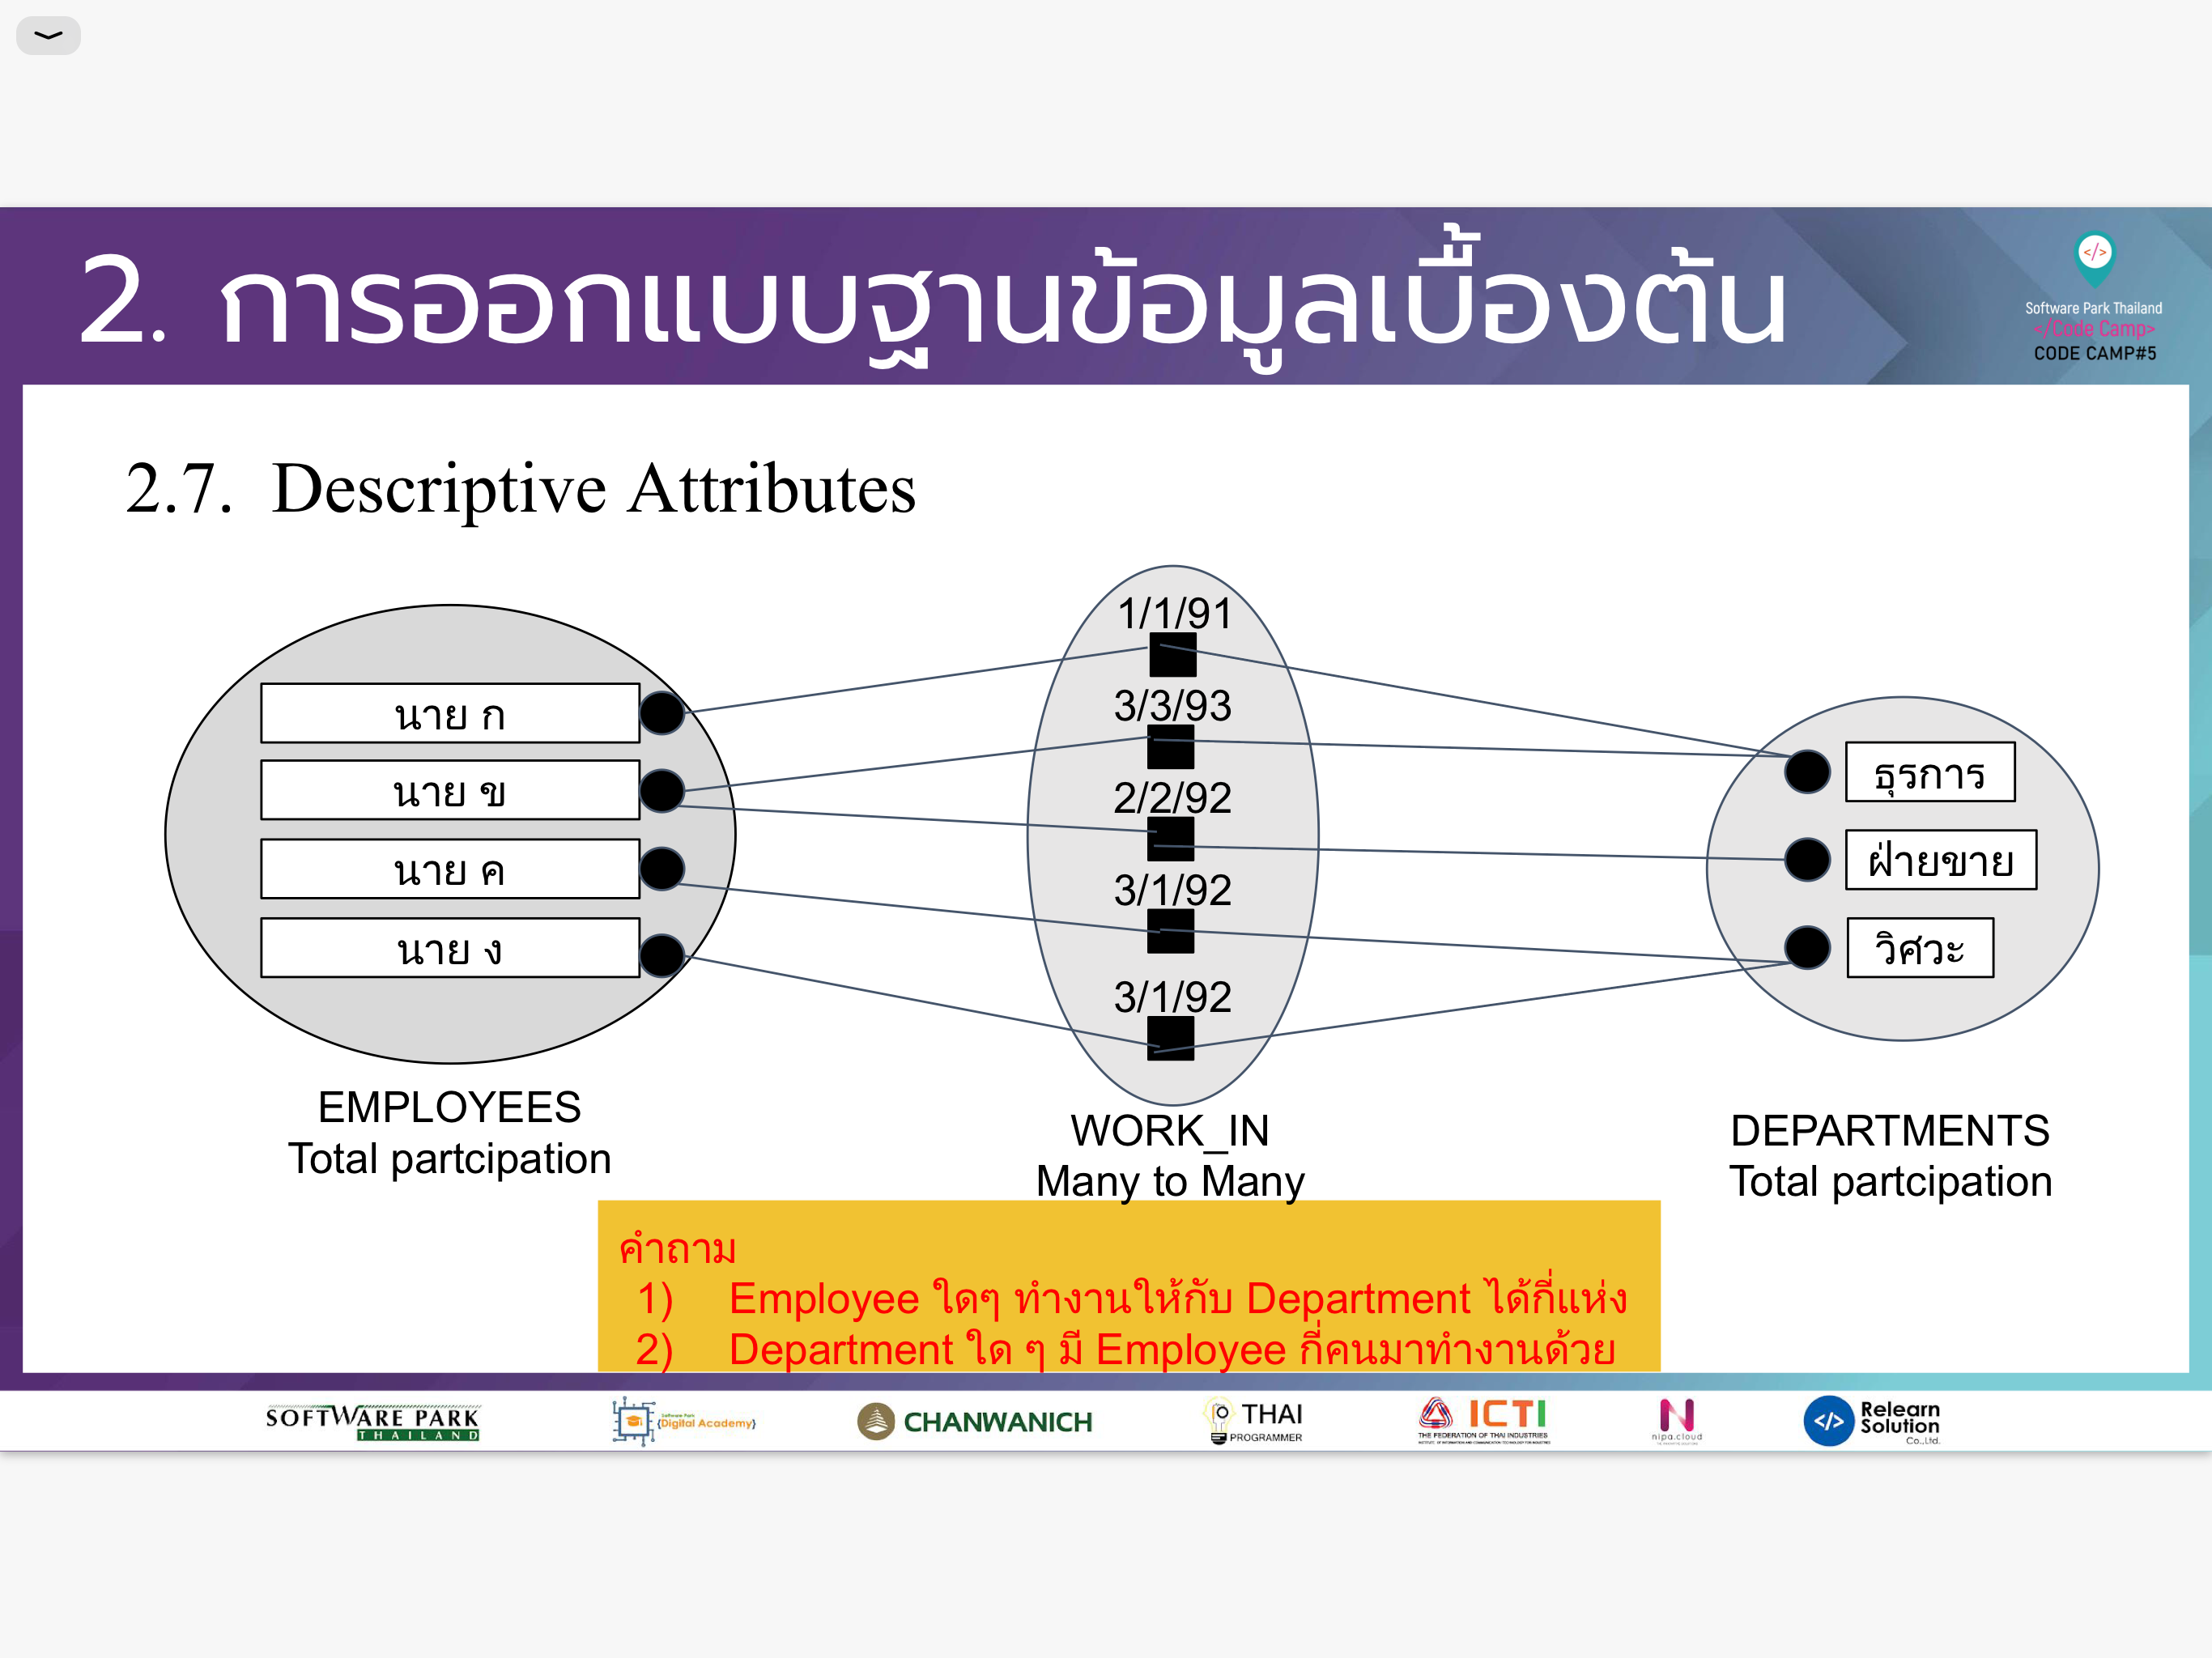 2. การออกแบบฐานข้อมูลเบื้องต้น
</>
Software Park Thailand
</Code Camp>
CODE CAMP#5
2.7. Descriptive Attributes
นาย ก
นาย ข
นาย ค
นาย ง
EMPLOYEES
Total partcipation
1/1/91
3/3/93
2/2/92
3/1/92
3/1/92
WORK_IN
Many to Many
ธุรการ
ฝ่ายขาย
วิศวะ
DEPARTMENTS
Total partcipation
คำถาม
1) Employee ใดๆ ทำงานให้กับ Department ได้กี่แห่ง
2) Department ใด ๆ มี Employee กี่คนมาทำงานด้วย
SOFTWARE PARK
THAILAND
Software Park
{Digital Academy}
CHANWANICH
THAI
PROGRAMMER
ICTI
THE FEDERATION OF THAI INDUSTRIES
nipa.cloud
</>
Relearn
Solution
Co.,Ltd.